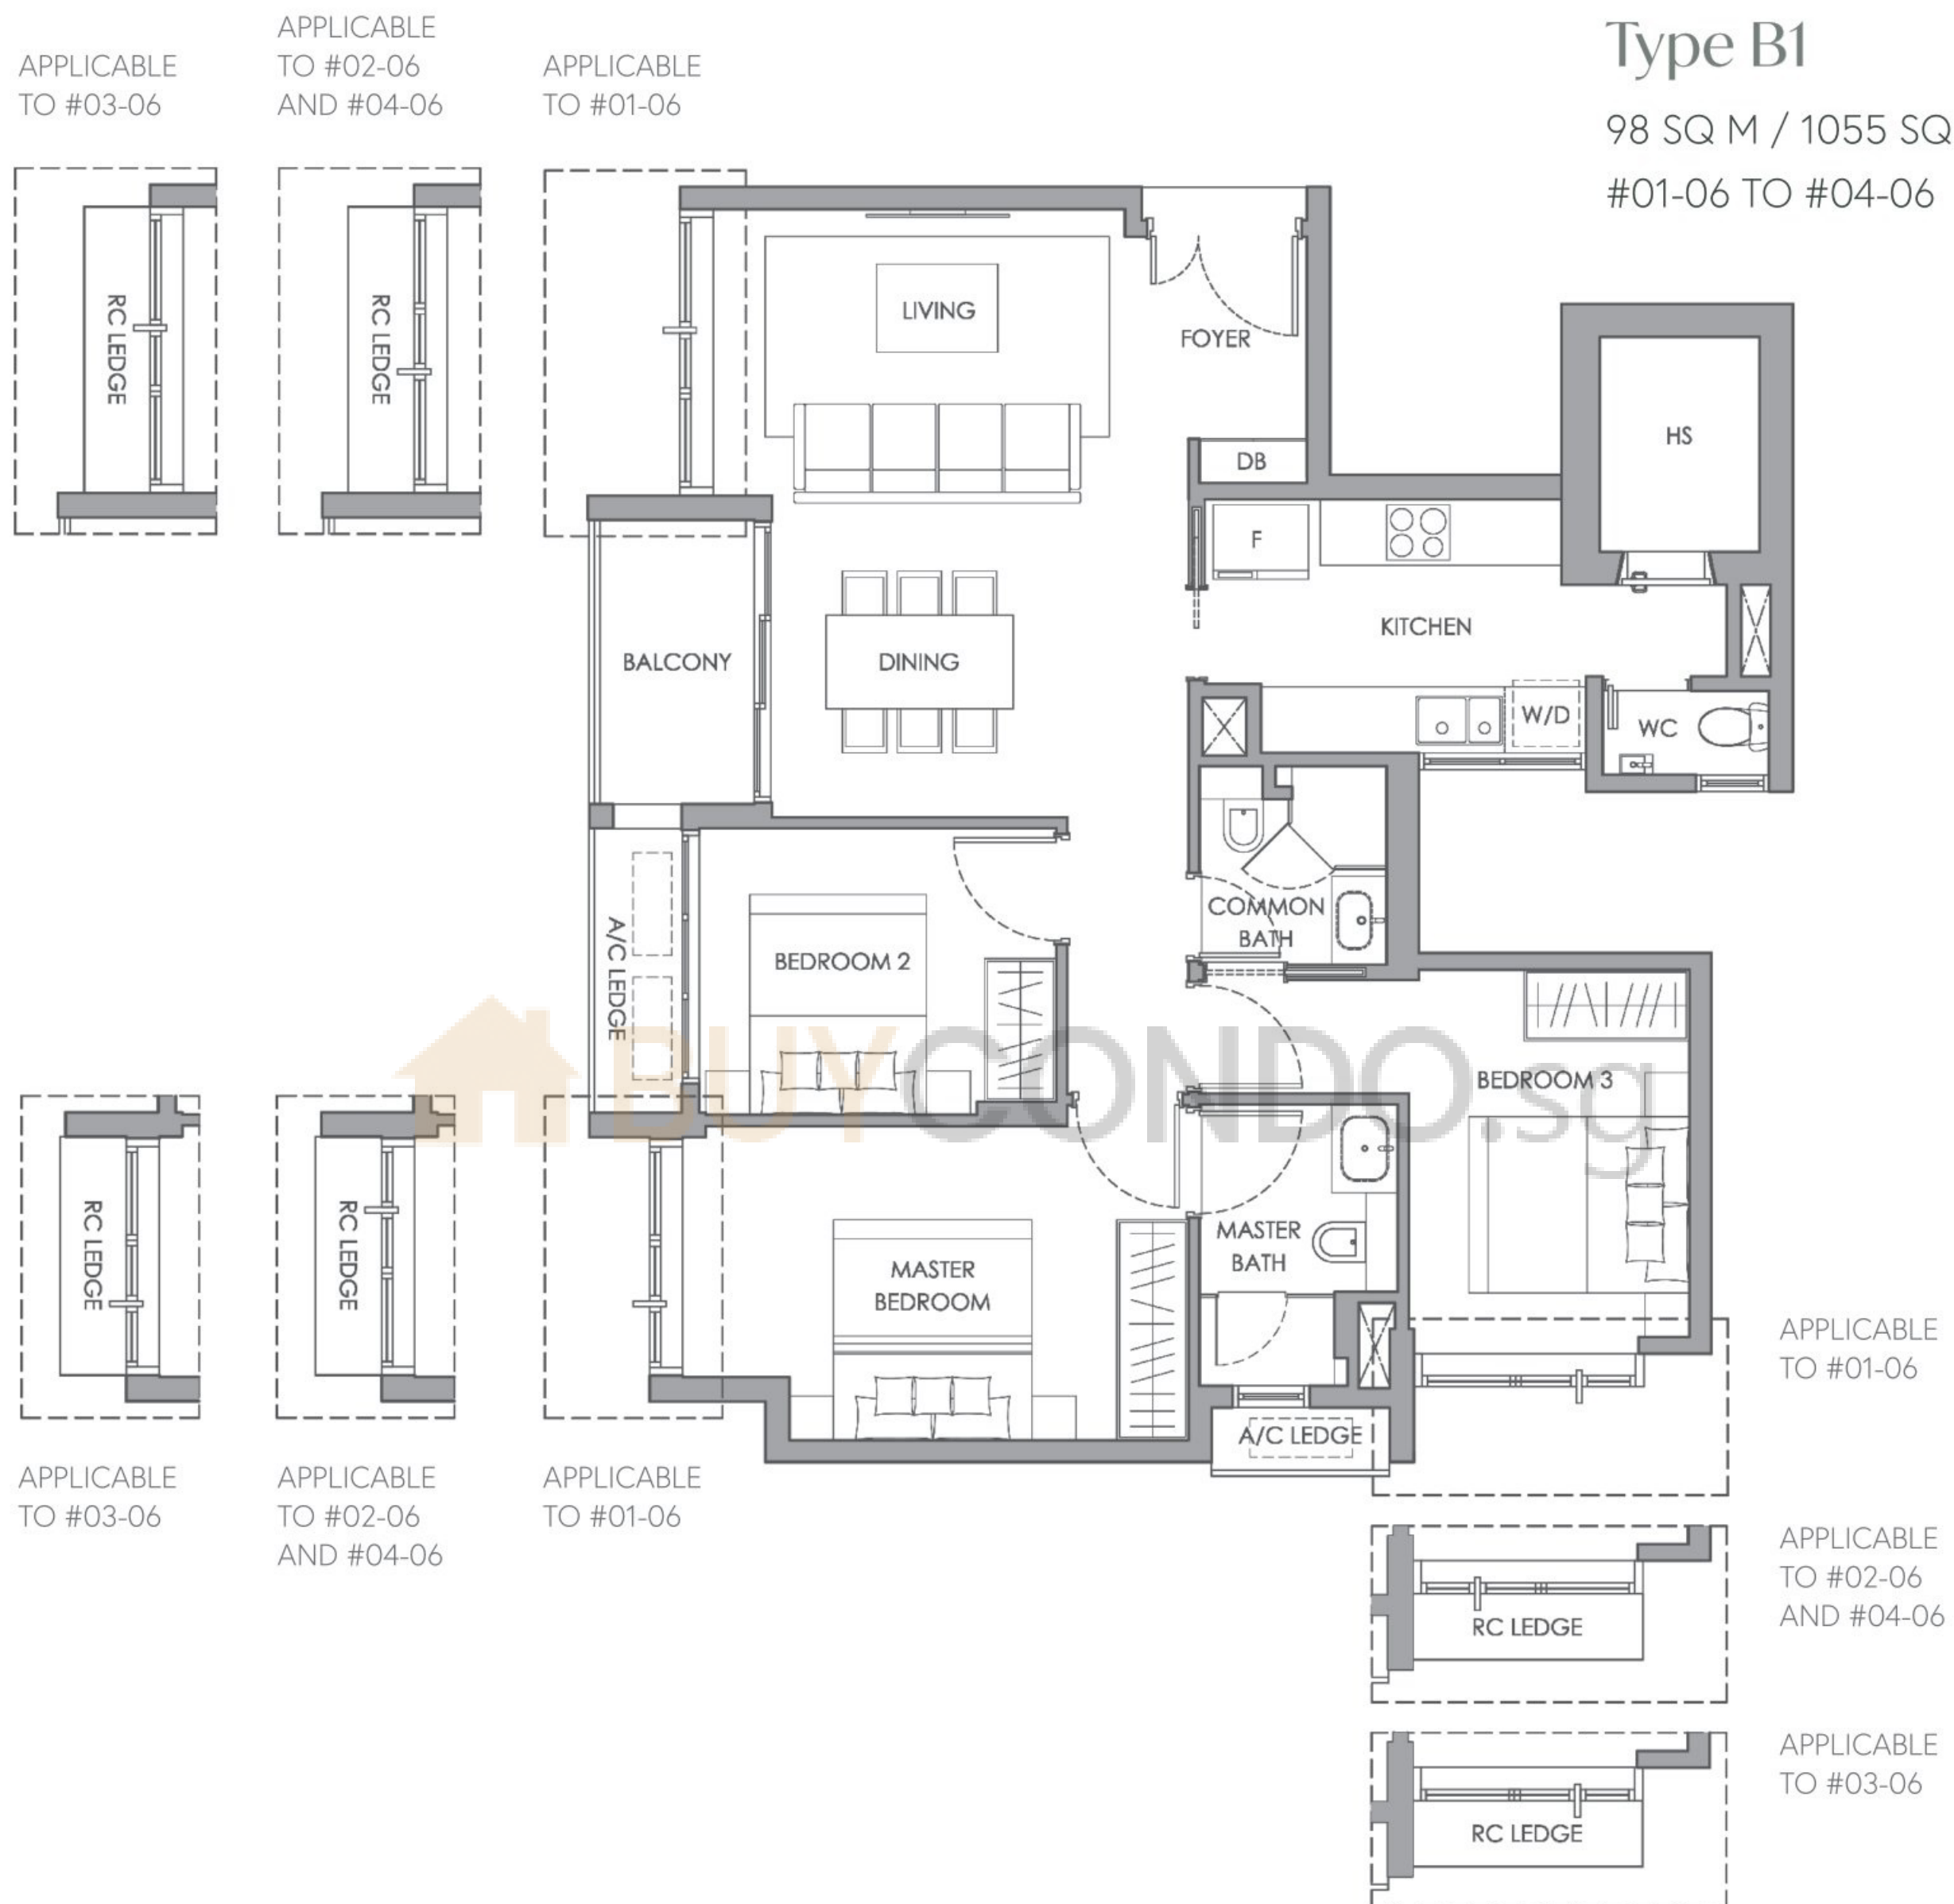 Type B1
98 SQ M / 1055 SQ
#01-06 TO #04-06
APPLICABLE
TO #03-06
APPLICABLE
TO #02-06
AND #04-06
APPLICABLE
TO #01-06
RC LEDGE
RC LEDGE
LIVING
FOYER
DB
HS
F
KITCHEN
BALCONY
DINING
W/D
WC
COMMON
BATH
A/C LEDGE
BEDROOM 2
BUYCONDO.sg
BEDROOM 3
RC LEDGE
RC LEDGE
MASTER
BEDROOM
MASTER
BATH
A/C LEDGE
APPLICABLE
TO #01-06
APPLICABLE
TO #03-06
APPLICABLE
TO #02-06
AND #04-06
APPLICABLE
TO #01-06
RC LEDGE
APPLICABLE
TO #02-06
AND #04-06
RC LEDGE
APPLICABLE
TO #03-06